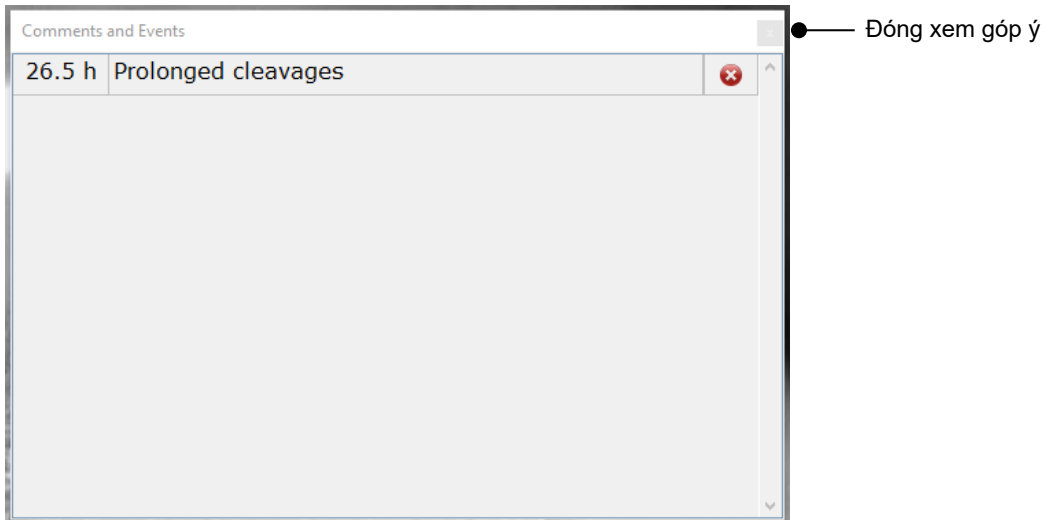 Comments and Events
Đóng xem góp ý
26.5 h Prolonged cleavages